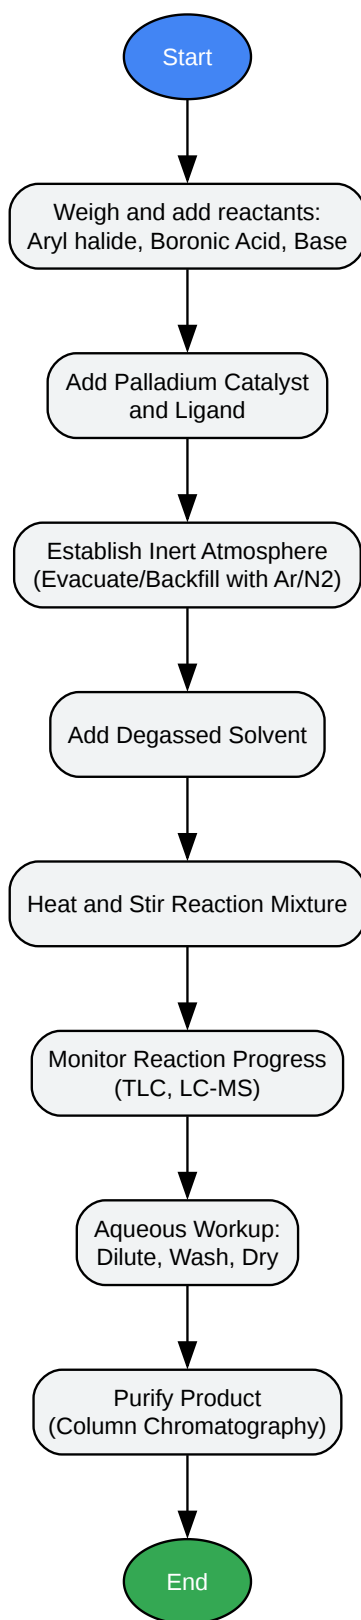 Start
Weigh and add reactants:
Aryl halide, Boronic Acid, Base
Add Palladium Catalyst
and Ligand
Establish Inert Atmosphere
(Evacuate/Backfill with Ar/N2)
Add Degassed Solvent
Heat and Stir Reaction Mixture
Monitor Reaction Progress
(TLC, LC-MS)
Aqueous Workup:
Dilute, Wash, Dry
Purify Product
(Column Chromatography)
End